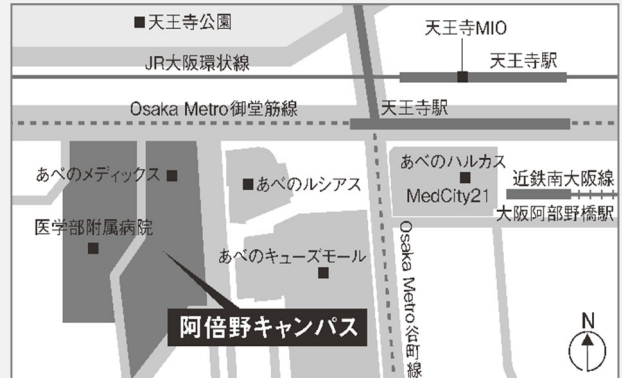 天王寺公園
天王寺MIO
JR大阪環状線
天王寺駅
Osaka Metro御堂筋線
天王寺駅
あべのメディックス
あべのルシアス
あべのハルカス
MedCity21
近鉄南大阪線
大阪阿部野橋駅
医学部附属病院
あべのキューズモール
Osaka Metro谷町線
阿倍野キャンパス
N